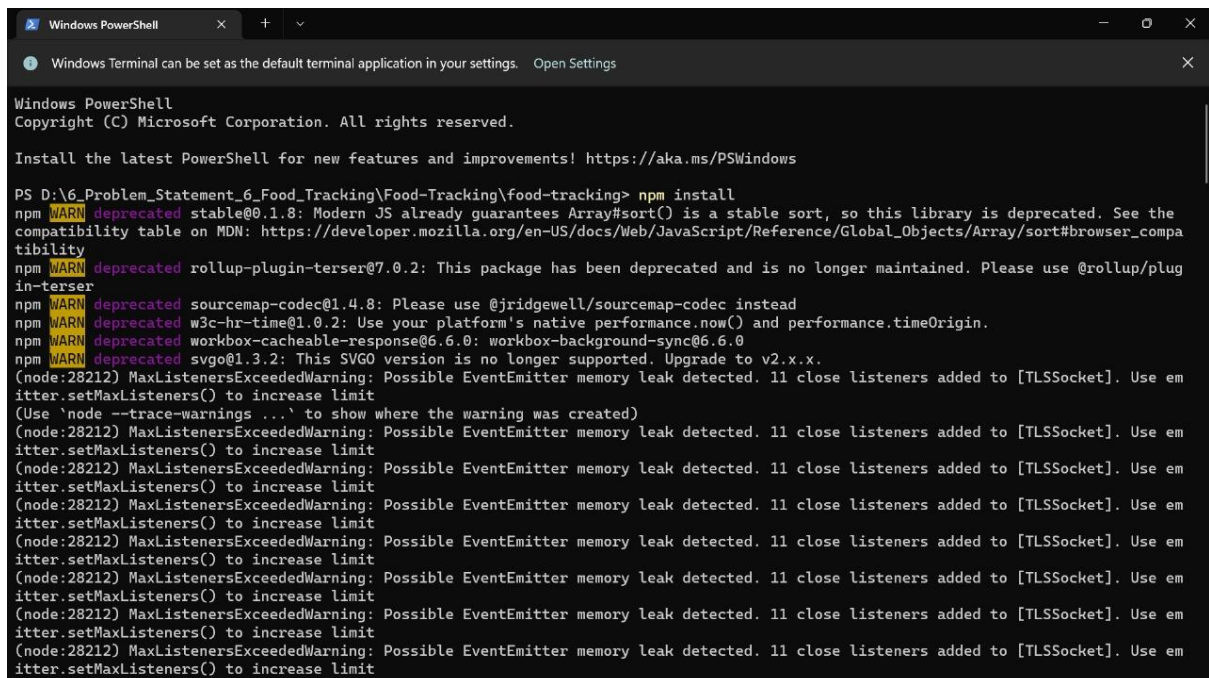 Windows PowerShell
Windows Terminal can be set as the default terminal application in your settings. Open Settings
Windows PowerShell
Copyright (C) Microsoft Corporation. All rights reserved.
Install the latest PowerShell for new features and improvements! https://aka.ms/PSWindows
PS D:\6_Problem_Statement_6_Food_Tracking\Food-Tracking\food-tracking> npm install
npm WARN deprecated stable@0.1.8: Modern JS already guarantees Array#sort() is a stable sort, so this library is deprecated. See the
compatibility table on MDN: https://developer.mozilla.org/en-US/docs/Web/JavaScript/Reference/Global_Objects/Array/sort#browser_compa
tibility
npm WARN deprecated rollup-plugin-terser@7.0.2: This package has been deprecated and is no longer maintained. Please use @rollup/plug
in-terser
npm WARN deprecated sourcemap-codec@1.4.8: Please use @jridgewell/sourcemap-codec instead
npm WARN deprecated w3c-hr-time@1.0.2: Use your platform's native performance.now() and performance.timeOrigin.
npm WARN deprecated workbox-cacheable-response@6.6.0: workbox-background-sync@6.6.0
npm WARN deprecated svgo@1.3.2: This SVGO version is no longer supported. Upgrade to v2.x.x.
(node:28212) MaxListenersExceededWarning: Possible EventEmitter memory leak detected. 11 close listeners added to [TLSSocket]. Use em
itter.setMaxListeners() to increase limit
(Use `node --trace-warnings ...` to show where the warning was created)
(node:28212) MaxListenersExceededWarning: Possible EventEmitter memory leak detected. 11 close listeners added to [TLSSocket]. Use em
itter.setMaxListeners() to increase limit
(node:28212) MaxListenersExceededWarning: Possible EventEmitter memory leak detected. 11 close listeners added to [TLSSocket]. Use em
itter.setMaxListeners() to increase limit
(node:28212) MaxListenersExceededWarning: Possible EventEmitter memory leak detected. 11 close listeners added to [TLSSocket]. Use em
itter.setMaxListeners() to increase limit
(node:28212) MaxListenersExceededWarning: Possible EventEmitter memory leak detected. 11 close listeners added to [TLSSocket]. Use em
itter.setMaxListeners() to increase limit
(node:28212) MaxListenersExceededWarning: Possible EventEmitter memory leak detected. 11 close listeners added to [TLSSocket]. Use em
itter.setMaxListeners() to increase limit
(node:28212) MaxListenersExceededWarning: Possible EventEmitter memory leak detected. 11 close listeners added to [TLSSocket]. Use em
itter.setMaxListeners() to increase limit
(node:28212) MaxListenersExceededWarning: Possible EventEmitter memory leak detected. 11 close listeners added to [TLSSocket]. Use em
itter.setMaxListeners() to increase limit